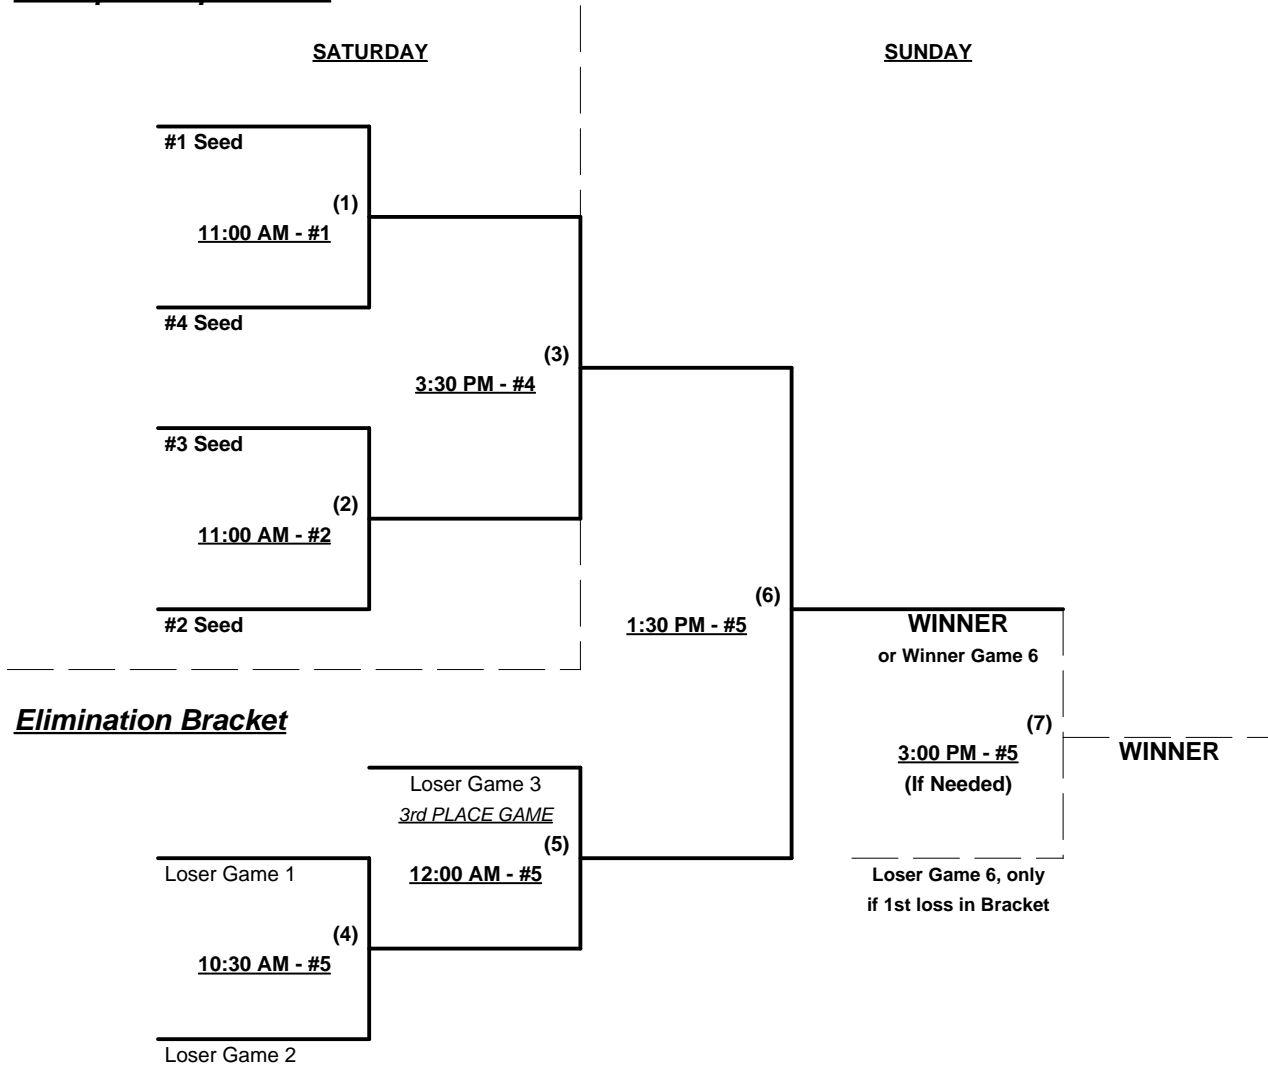 SATURDAY
SUNDAY
#1 Seed
(1)
11:00 AM - #1
#4 Seed
(3)
3:30 PM - #4
#3 Seed
(2)
11:00 AM - #2
#2 Seed
(6)
1:30 PM - #5
WINNER
or Winner Game 6
Elimination Bracket
(7)
3:00 PM - #5
(If Needed)
WINNER
Loser Game 3
3rd PLACE GAME
(5)
12:00 AM - #5
Loser Game 1
Loser Game 6, only
if 1st loss in Bracket
(4)
10:30 AM - #5
Loser Game 2